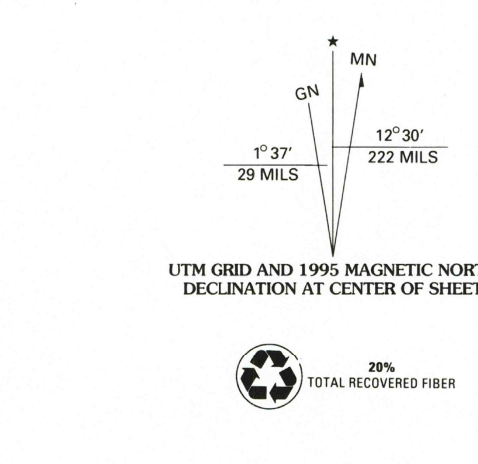 ★
MN
GN
12°30′
222 MILS
1°37′
29 MILS
UTM GRID AND 1995 MAGNETIC NORT
DECLINATION AT CENTER OF SHEET
20%
TOTAL RECOVERED FIBER